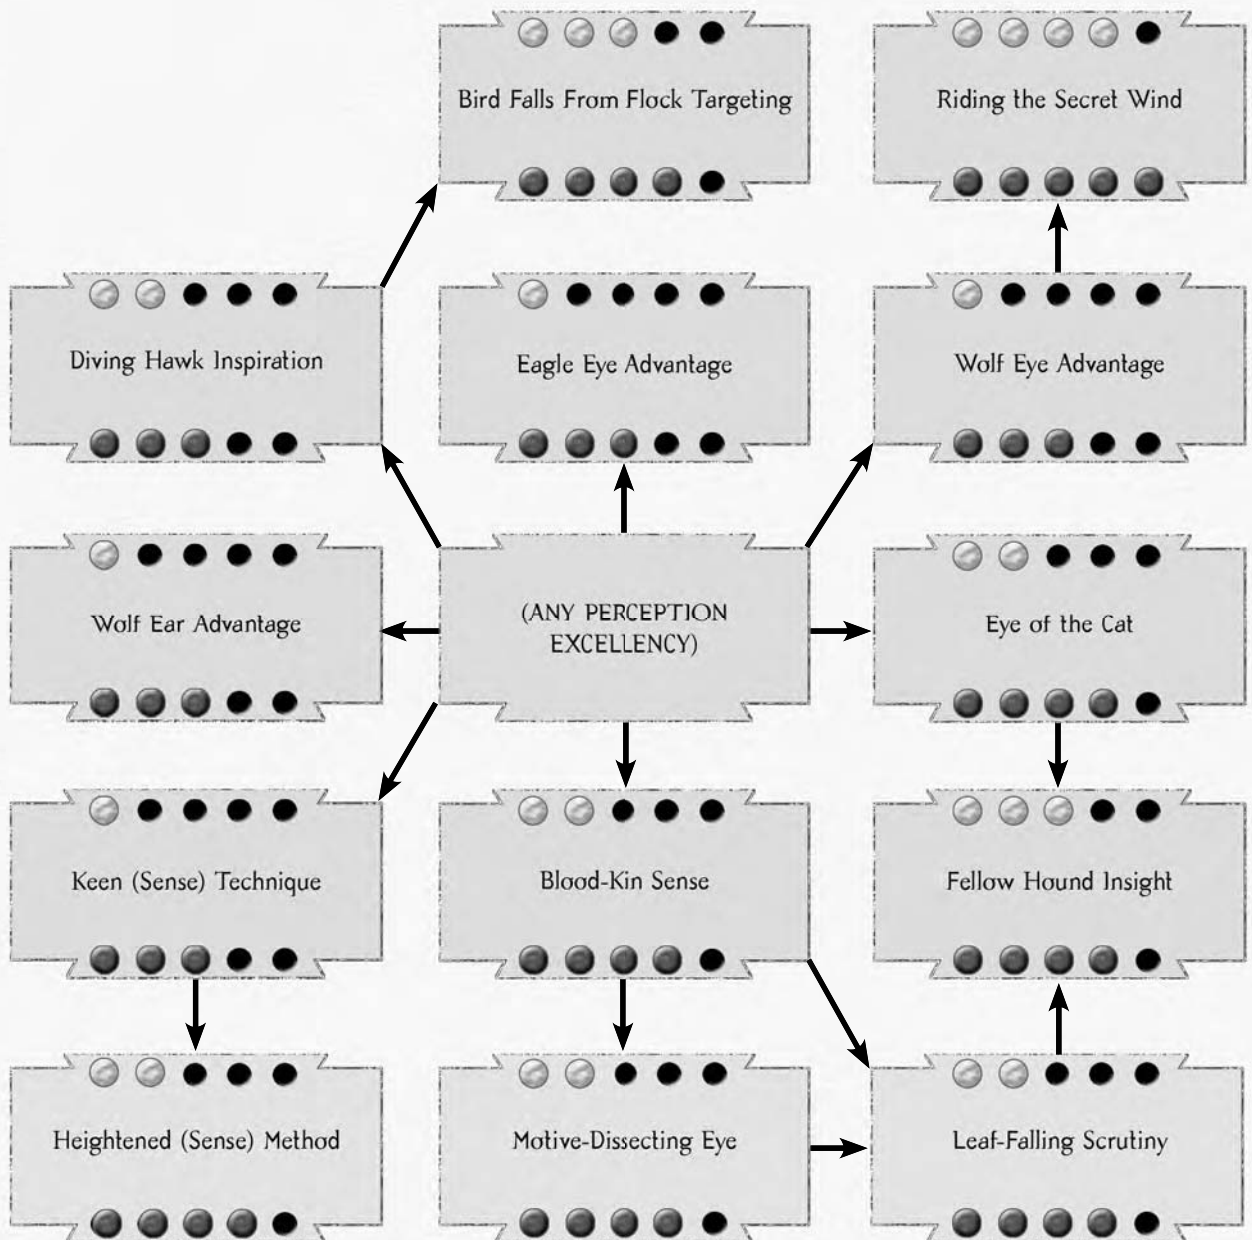 Bird Falls From Flock Targeting
Riding the Secret Wind
Diving Hawk Inspiration
Eagle Eye Advantage
Wolf Eye Advantage
Wolf Ear Advantage
(ANY PERCEPTION
EXCELLENCY)
Eye of the Cat
Keen (Sense) Technique
Blood-Kin Sense
Fellow Hound Insight
Heightened (Sense) Method
Motive-Dissecting Eye
Leaf-Falling Scrutiny